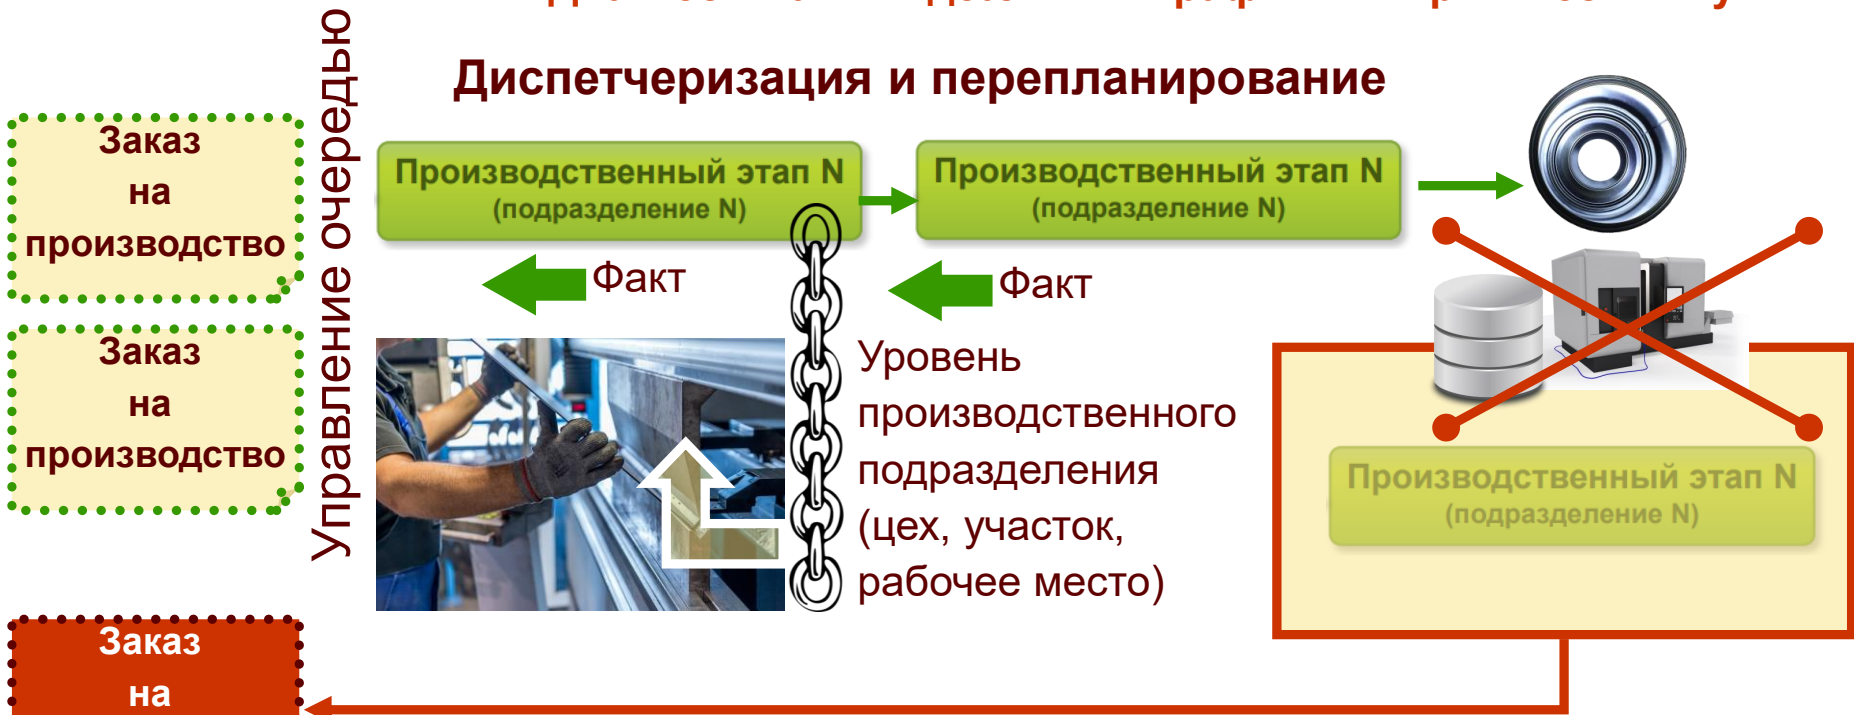 Диспетчеризация и перепланирование
Управление очередью
Заказ
на
производство
Заказ
на
производство
Заказ
на
Производственный этап N
(подразделение N)
Производственный этап N
(подразделение N)
Факт
Факт
Уровень
производственного
подразделения
(цех, участок,
рабочее место)
Производственный этап N
(подразделение N)